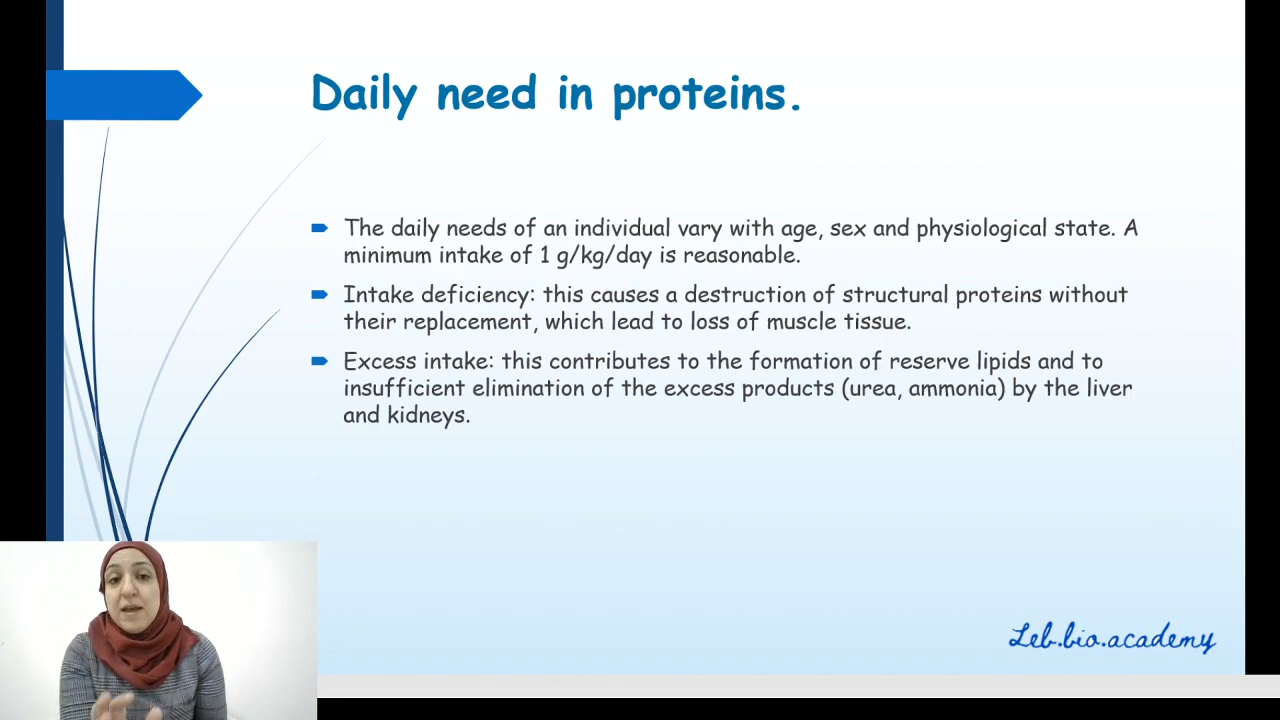 Daily need in proteins.
The daily needs of an individual vary with age, sex and physiological state. A
minimum intake of 1 g/kg/day is reasonable.
Intake deficiency: this causes a destruction of structural proteins without
their replacement, which lead to loss of muscle tissue.
Excess intake: this contributes to the formation of reserve lipids and to
insufficient elimination of the excess products (urea, ammonia) by the liver
and kidneys.
Leb.bio.academy